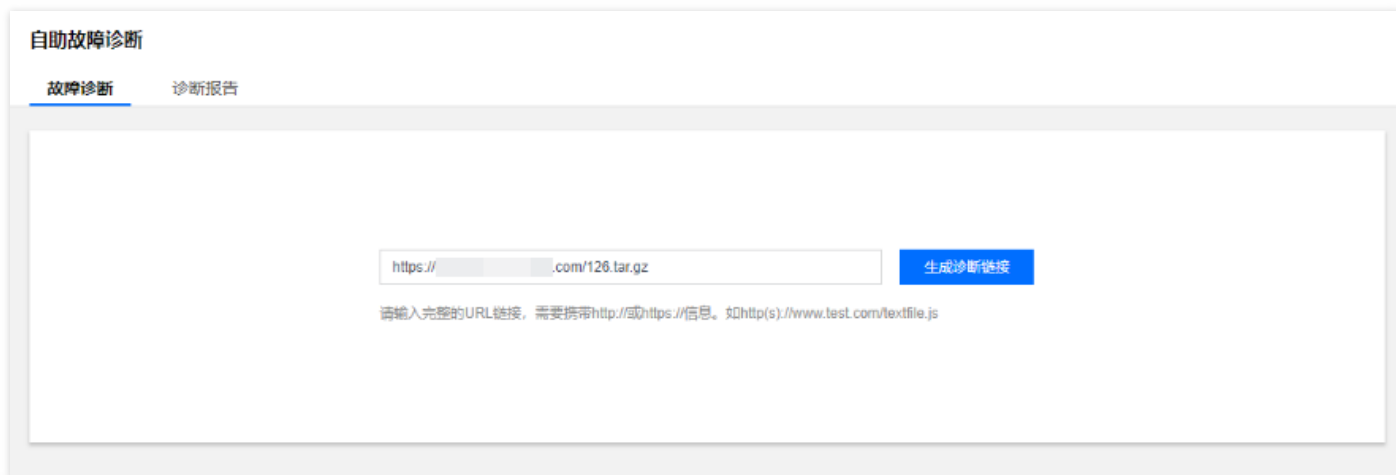 自助故障诊断
故障诊断 诊断报告
https:// .com/126.tar.gz 生成诊断链接
请输入完整的URL链接，需要携带http://或https://信息。如http(s)://www.test.com/textfile.js